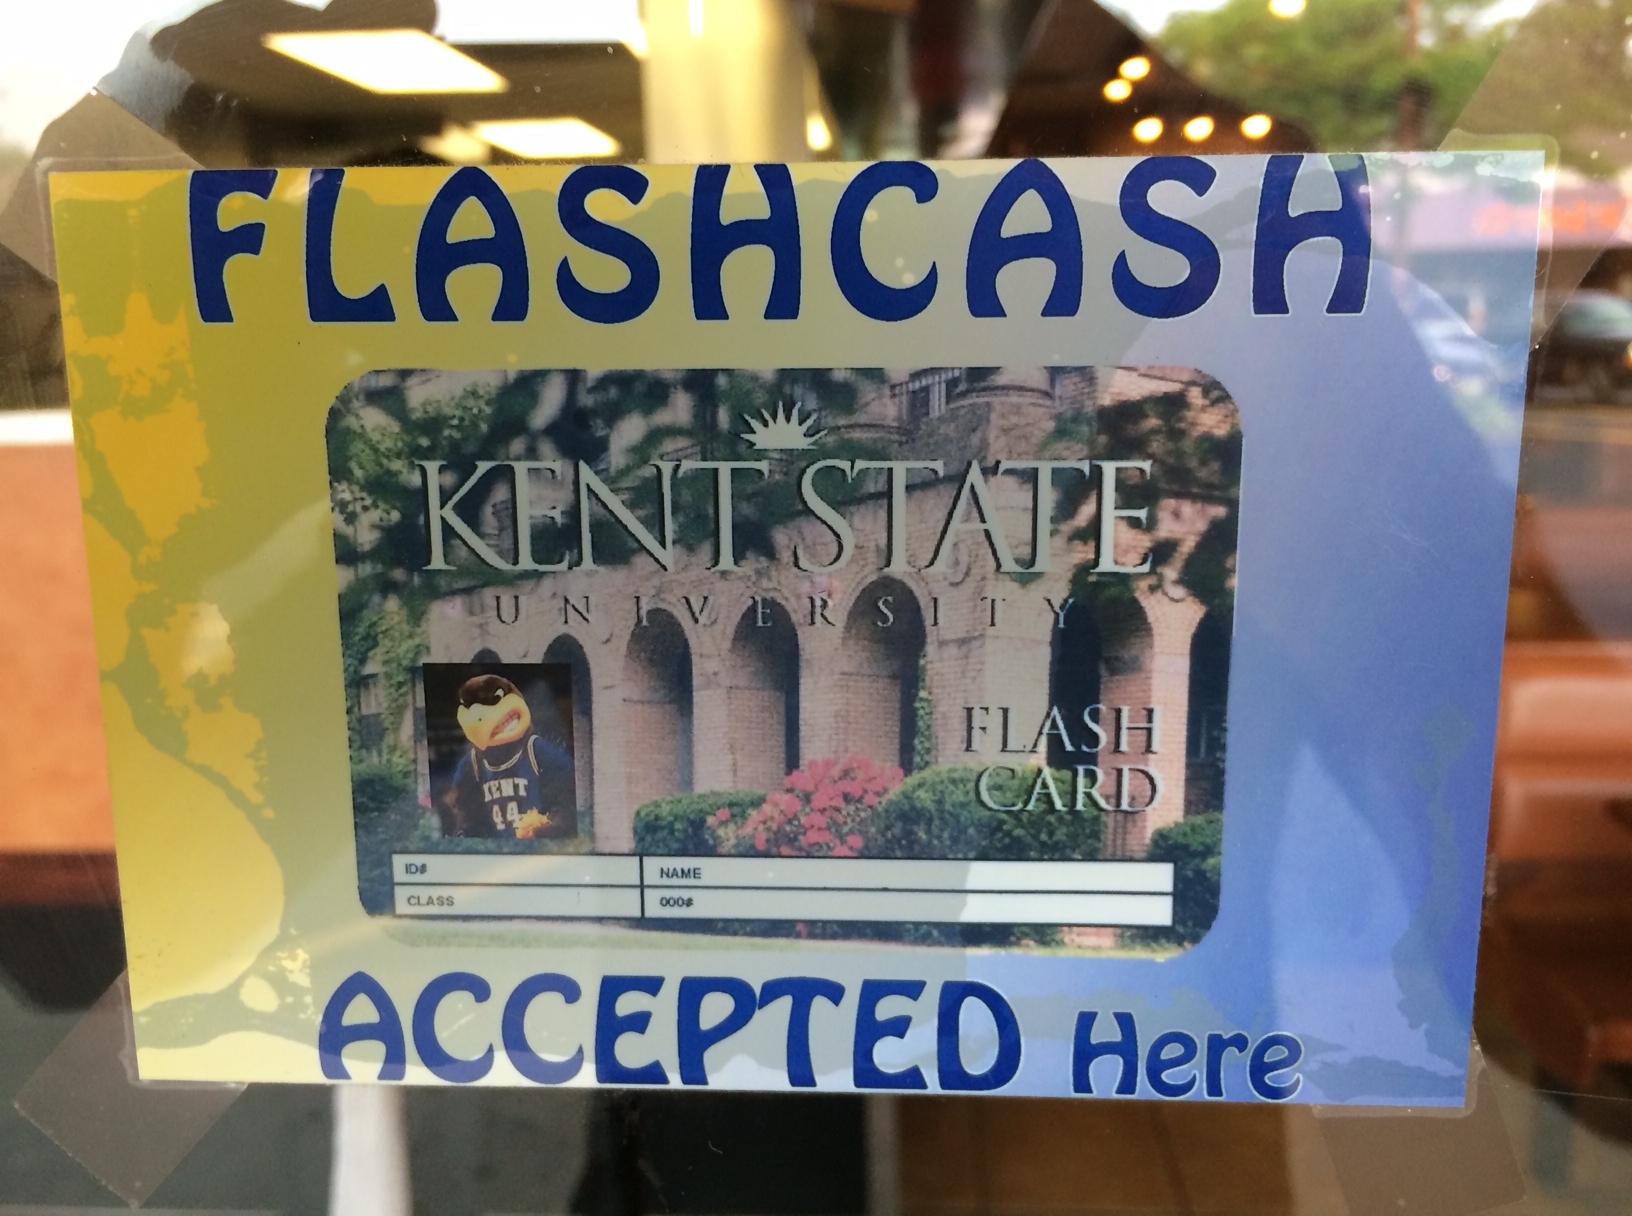 FLASHCASH
KENT STATE
UNIVERSITY
KENT
44
FLASH
CARD
ID#
NAME
CLASS
000#
ACCEPTED Here